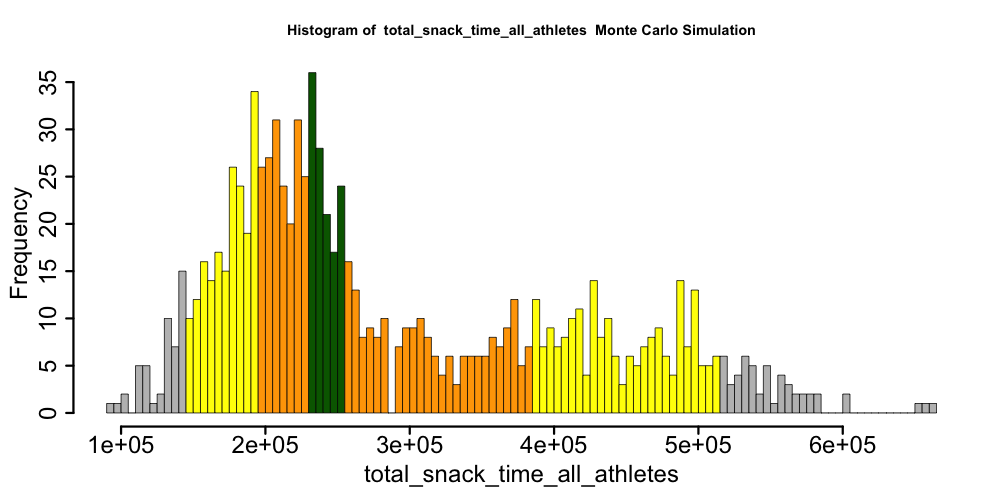 Histogram of total_snack_time_all_athletes Monte Carlo Simulation
Frequency
35
30
25
20
15
10
5
0
1e+05 2e+05 3e+05 4e+05 5e+05 6e+05
total_snack_time_all_athletes